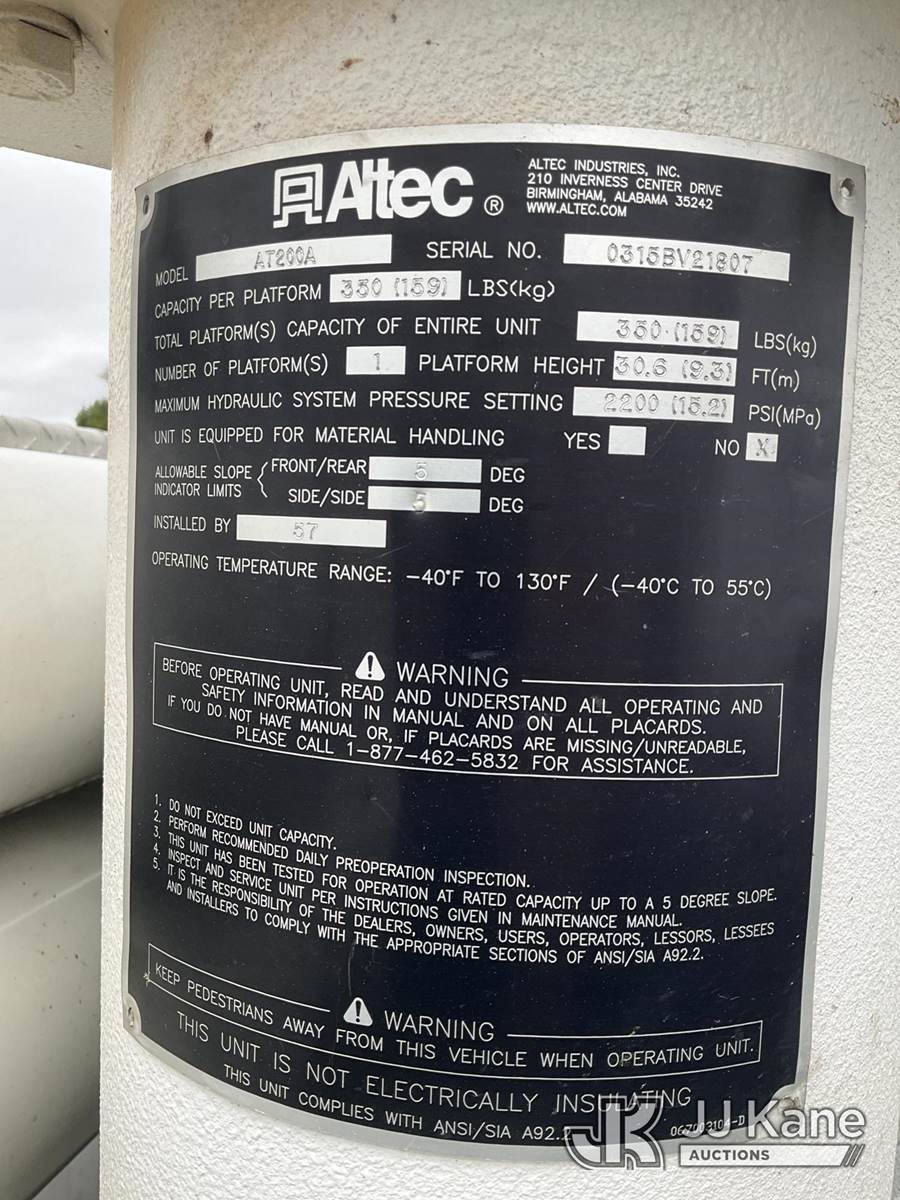 Altec ®
ALTEC INDUSTRIES, INC.
210 INVERNESS CENTER DRIVE
BIRMINGHAM, ALABAMA 35242
WWW.ALTEC.COM
MODEL AT200A SERIAL NO. 0315BV21807
CAPACITY PER PLATFORM 350 (159) LBS(kg)
TOTAL PLATFORM(S) CAPACITY OF ENTIRE UNIT 350 (159) LBS(kg)
NUMBER OF PLATFORM(S) 1 PLATFORM HEIGHT 30.6 (9.3) FT(m)
MAXIMUM HYDRAULIC SYSTEM PRESSURE SETTING 2200 (15.2) PSI(MPa)
UNIT IS EQUIPPED FOR MATERIAL HANDLING YES NO X
ALLOWABLE SLOPE INDICATOR LIMITS
FRONT/REAR 5 DEG
SIDE/SIDE 5 DEG
INSTALLED BY 57
OPERATING TEMPERATURE RANGE: -40°F TO 130°F / (-40°C TO 55°C)
WARNING
BEFORE OPERATING UNIT, READ AND UNDERSTAND ALL OPERATING AND
SAFETY INFORMATION IN MANUAL AND ON ALL PLACARDS.
IF YOU DO NOT HAVE MANUAL OR, IF PLACARDS ARE MISSING/UNREADABLE,
PLEASE CALL 1-877-462-5832 FOR ASSISTANCE.
1. DO NOT EXCEED UNIT CAPACITY.
2. PERFORM RECOMMENDED DAILY PREOPERATION INSPECTION.
3. THIS UNIT HAS BEEN TESTED FOR OPERATION AT RATED CAPACITY UP TO A 5 DEGREE SLOPE.
4. INSPECT AND SERVICE UNIT PER INSTRUCTIONS GIVEN IN MAINTENANCE MANUAL.
5. IT IS THE RESPONSIBILITY OF THE DEALERS, OWNERS, USERS, OPERATORS, LESSORS, LESSEES
AND INSTALLERS TO COMPLY WITH THE APPROPRIATE SECTIONS OF ANSI/SIA A92.2.
WARNING
KEEP PEDESTRIANS AWAY FROM THIS VEHICLE WHEN OPERATING UNIT.
THIS UNIT IS NOT ELECTRICALLY INSULATING
THIS UNIT COMPLIES WITH ANSI/SIA A92.2
067003104-D
JK JJ Kane
AUCTIONS